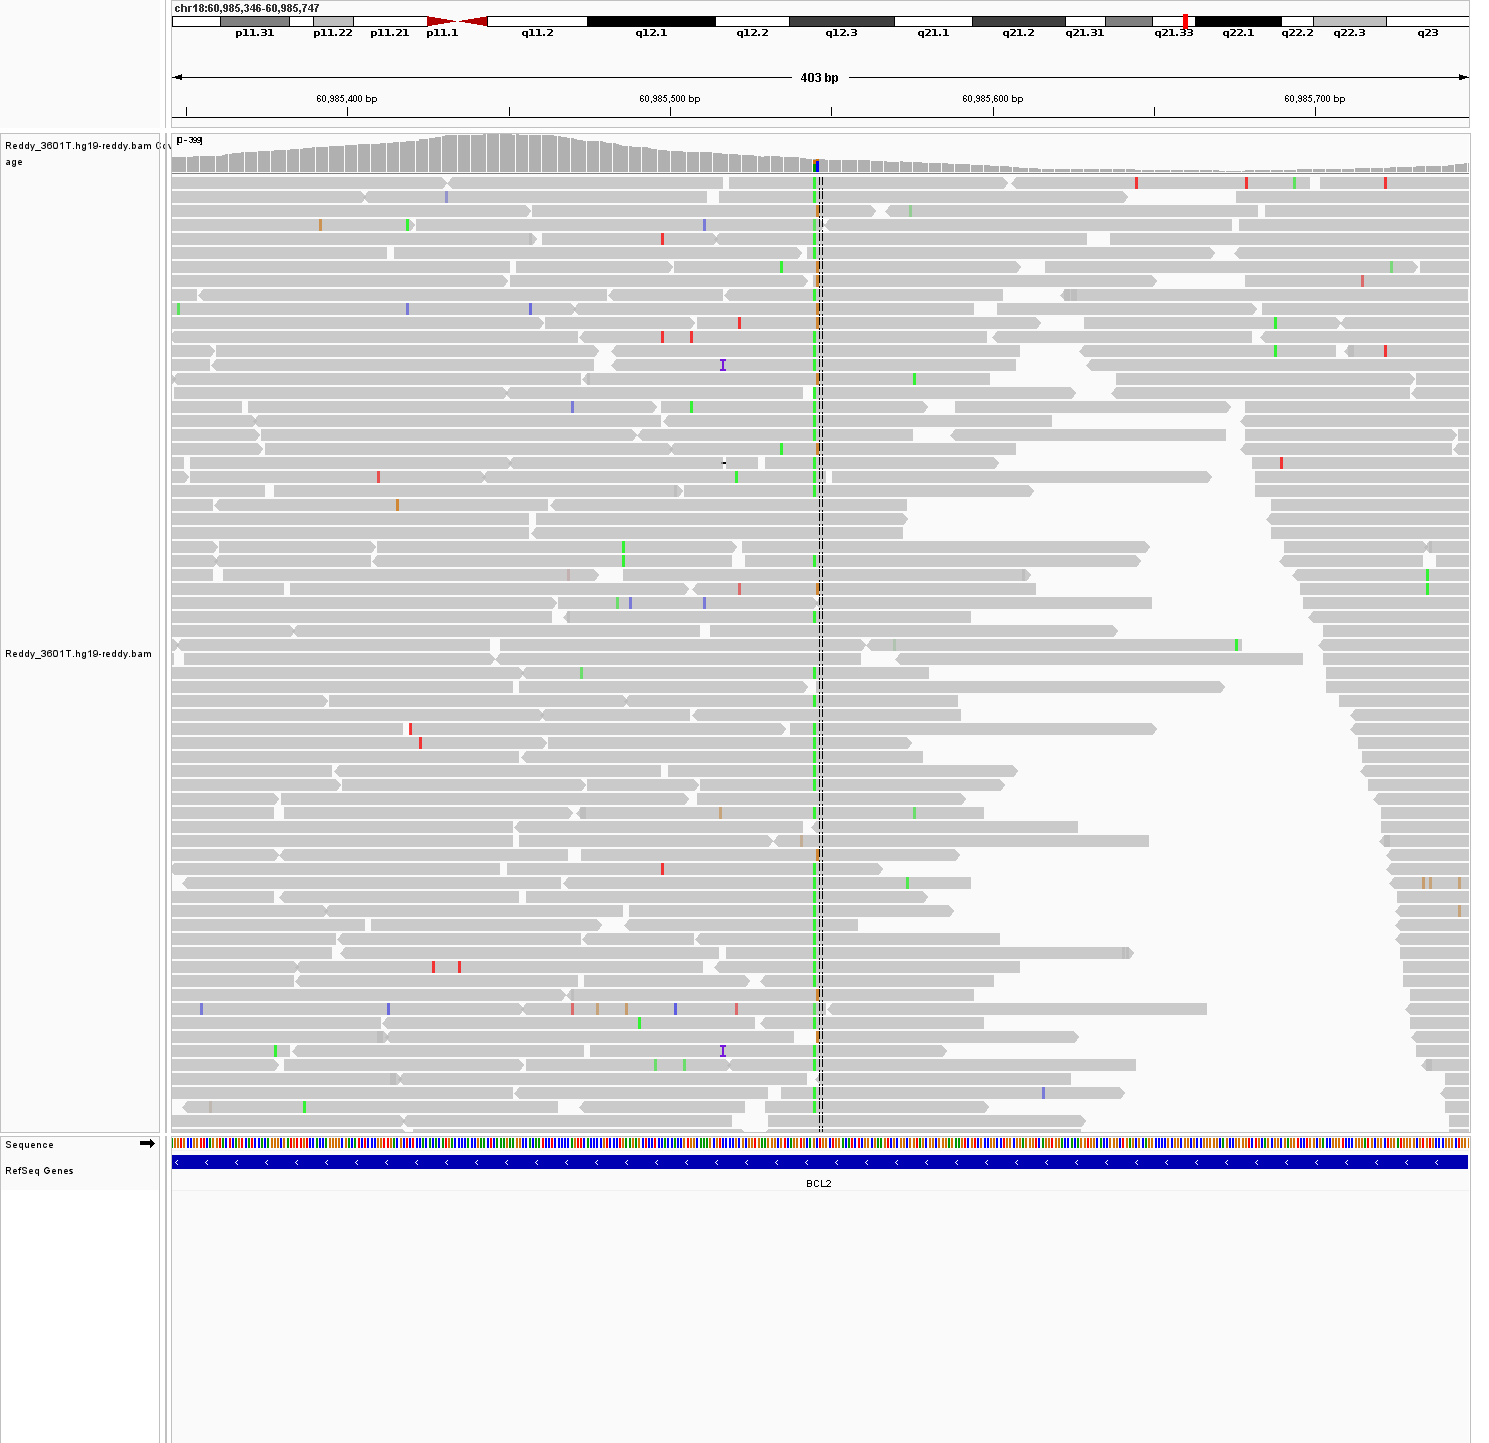 chr18:60,985,346-60,985,747
p11.31 p11.22 p11.21 p11.1 q11.2 q12.1 q12.2 q12.3 q21.1 q21.2 q21.31 q21.33 q22.1 q22.2 q22.3 q23
403 bp
60,985,400 bp 60,985,500 bp 60,985,600 bp 60,985,700 bp
[0 - 399]
Reddy_3601T.hg19-reddy.bam Cov
age
Reddy_3601T.hg19-reddy.bam
Sequence
RefSeq Genes
BCL2